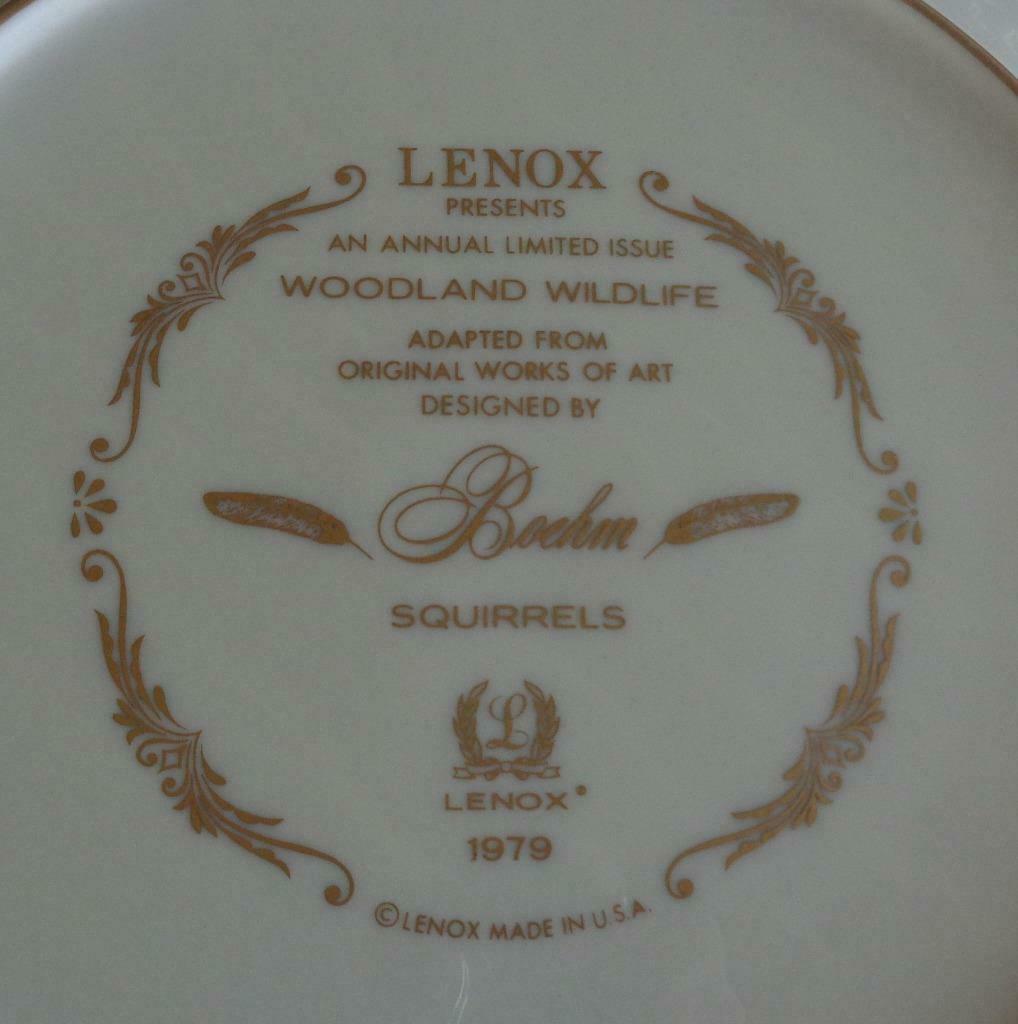 LENOX
PRESENTS
AN ANNUAL LIMITED ISSUE
WOODLAND WILDLIFE
ADAPTED FROM
ORIGINAL WORKS OF ART
DESIGNED BY
Boehm
SQUIRRELS
L
LENOX®
1979
© LENOX MADE IN U.S.A.